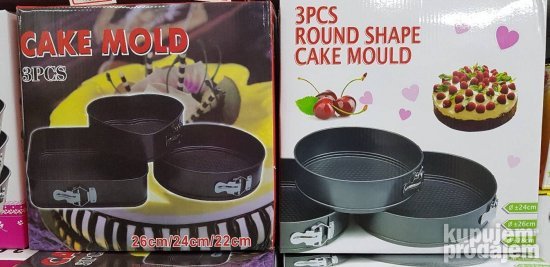 CAKE MOLD
3PCS
26cm/24cm/22cm
3PCS
ROUND SHAPE
CAKE MOULD
Ø ±24cm
Ø ±26cm
kupujem
prodajem